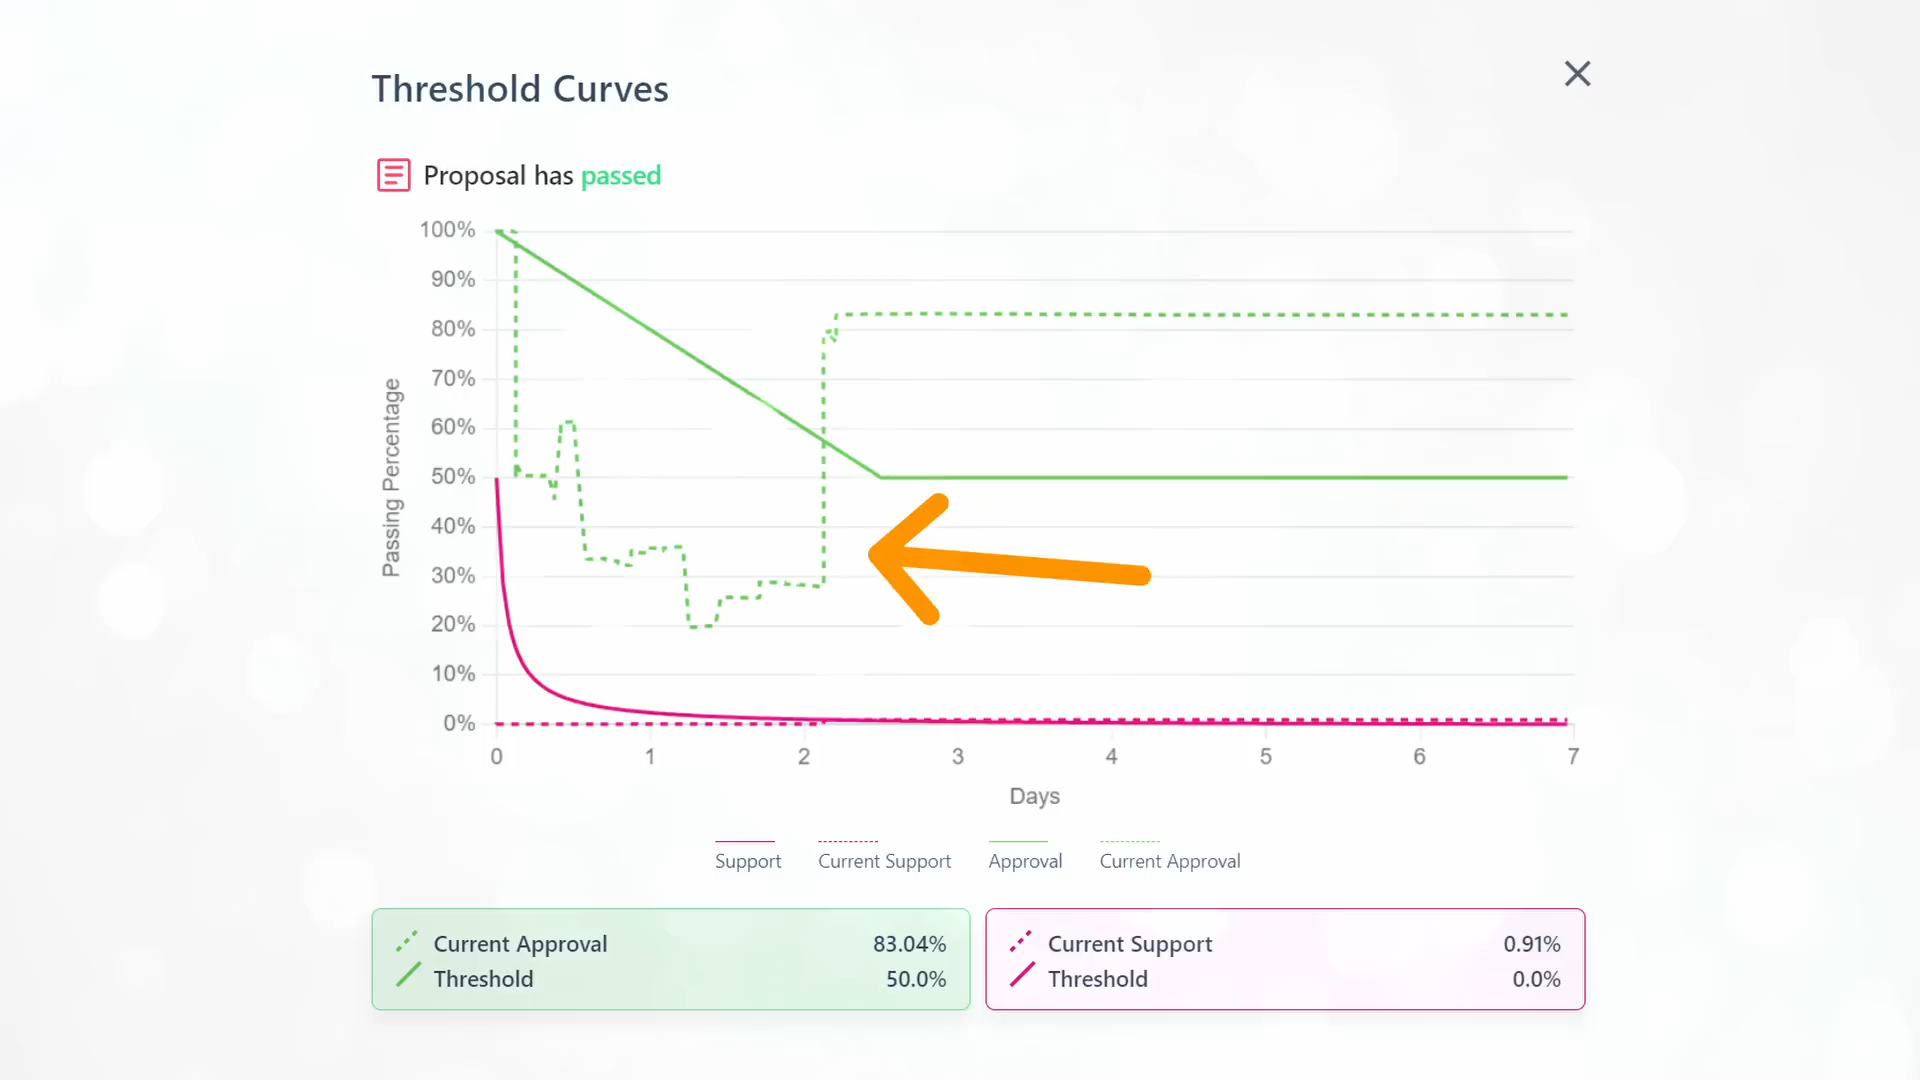 Threshold Curves
Proposal has passed
100%
90%
80%
70%
60%
50%
40%
30%
20%
10%
0%
Passing Percentage
0 1 2 3 4 5 6 7
Days
Support Current Support Approval Current Approval
Current Approval 83.04%
Threshold 50.0%
Current Support 0.91%
Threshold 0.0%